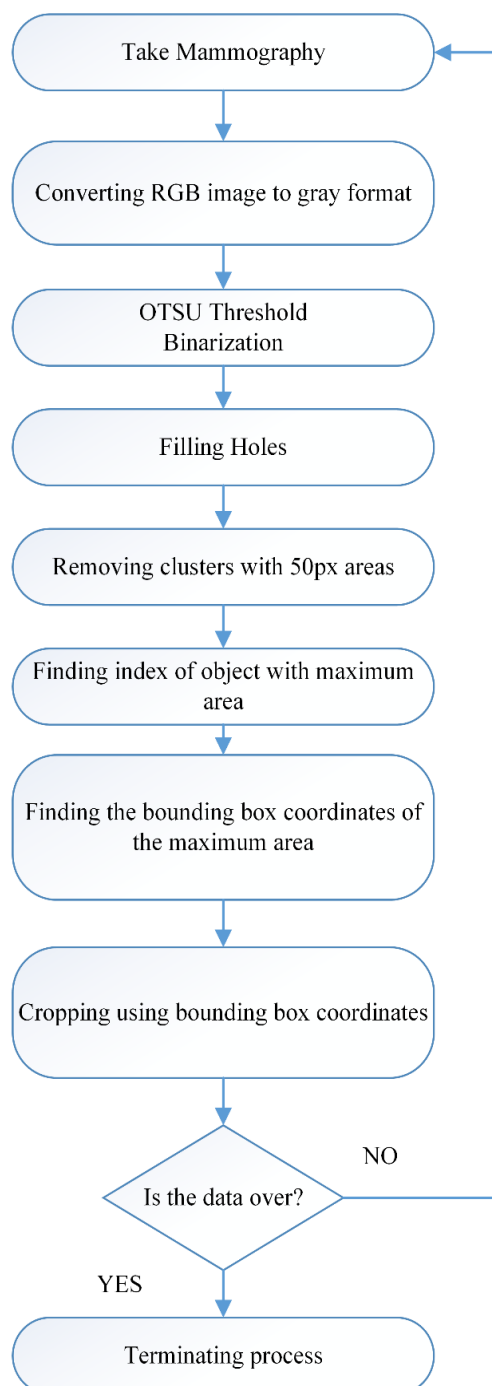 Take Mammography
Converting RGB image to gray format
OTSU Threshold
Binarization
Filling Holes
Removing clusters with 50px areas
Finding index of object with maximum
area
Finding the bounding box coordinates of
the maximum area
Cropping using bounding box coordinates
NO
Is the data over?
YES
Terminating process